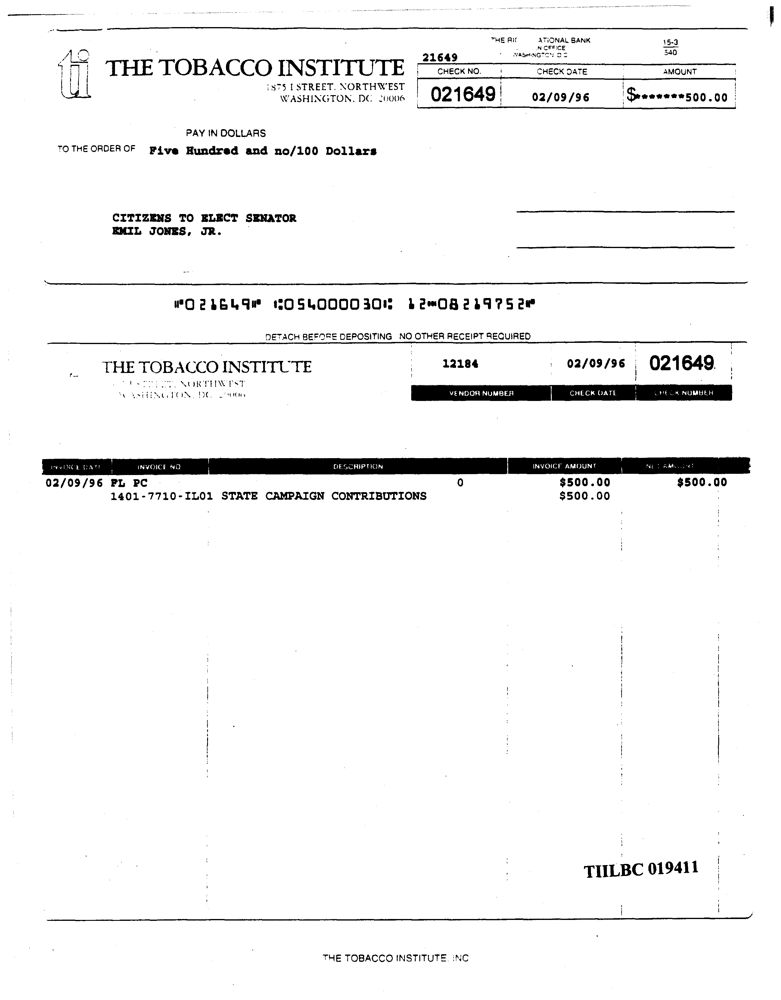 THE ATIONAL BANK
OFFICE
WASHINGTON D C
15-3
540
ti
THE TOBACCO INSTITUTE
1875 I STREET, NORTHWEST
WASHINGTON, DC 20006
21649
CHECK NO. CHECK DATE AMOUNT
021649 02/09/96 $*******500.00
PAY IN DOLLARS
TO THE ORDER OF Five Hundred and no/100 Dollars
CITIZENS TO ELECT SENATOR
EMIL JONES, JR.
⑈021649⑈ ⑆054000030⑆ 12⑉08219752⑈
DETACH BEFORE DEPOSITING NO OTHER RECEIPT REQUIRED
THE TOBACCO INSTITUTE
STREET, NORTHWEST
WASHINGTON, DC 20006
12184 02/09/96 021649
VENDOR NUMBER CHECK DATE CHECK NUMBER
INVOICE DATE INVOICE NO DESCRIPTION INVOICE AMOUNT NET AMOUNT
02/09/96 FL PC 0 $500.00 $500.00
1401-7710-IL01 STATE CAMPAIGN CONTRIBUTIONS $500.00
TIILBC 019411
THE TOBACCO INSTITUTE, INC